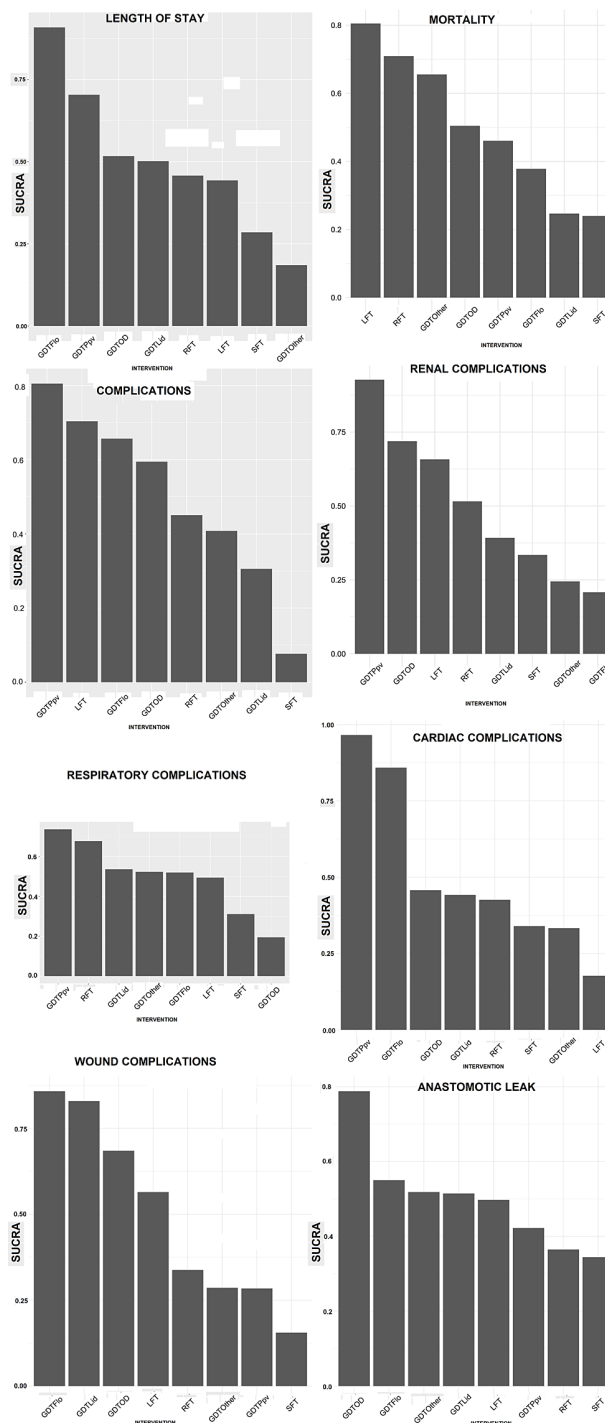 LENGTH OF STAY
SUCRA
0.75
0.50
0.25
0.00
GDTFlo
GDTPpv
GDTOD
GDTLid
RFT
LFT
SFT
GDTOther
INTERVENTION
MORTALITY
SUCRA
0.8
0.6
0.4
0.2
0.0
LFT
RFT
GDTOther
GDTOD
GDTPpv
GDTFlo
GDTLid
SFT
INTERVENTION
COMPLICATIONS
SUCRA
0.8
0.6
0.4
0.2
0.0
GDTPpv
LFT
GDTFlo
GDTOD
RFT
GDTOther
GDTLid
SFT
INTERVENTION
RENAL COMPLICATIONS
SUCRA
0.75
0.50
0.25
0.00
GDTPpv
GDTOD
LFT
RFT
GDTLid
SFT
GDTOther
INTERVENTION
RESPIRATORY COMPLICATIONS
SUCRA
0.6
0.4
0.2
0.0
GDTPpv
RFT
GDTLid
GDTOther
GDTFlo
LFT
SFT
GDTOD
INTERVENTION
CARDIAC COMPLICATIONS
SUCRA
1.00
0.75
0.50
0.25
0.00
GDTPpv
GDTFlo
GDTOD
GDTLid
RFT
SFT
GDTOther
LFT
INTERVENTION
WOUND COMPLICATIONS
SUCRA
0.75
0.50
0.25
0.00
GDTFlo
GDTLid
GDTOD
LFT
RFT
GDTOther
GDTPpv
SFT
INTERVENTION
ANASTOMOTIC LEAK
SUCRA
0.8
0.6
0.4
0.2
0.0
GDTOD
GDTFlo
GDTOther
GDTLid
LFT
GDTPpv
RFT
SFT
INTERVENTION